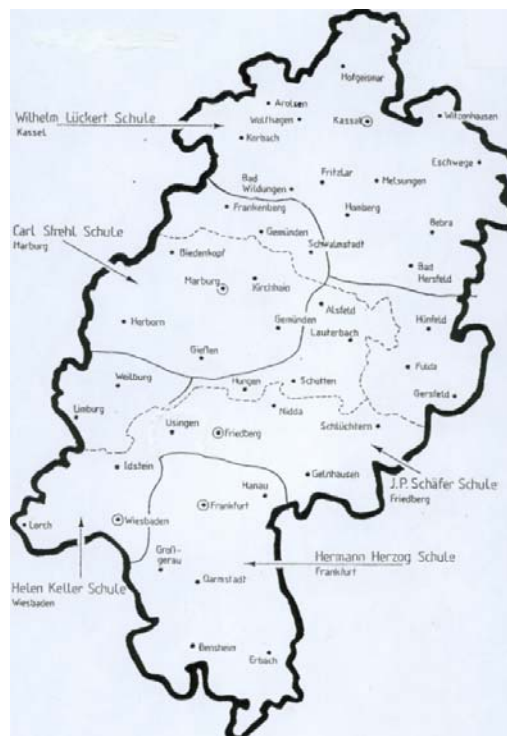 Hofgeismar
Arolsen
Wolfhagen
Kassel
Witzenhausen
Wilhelm Lückert Schule
Kassel
Korbach
Eschwege
Fritzlar
Melsungen
Bad
Wildungen
Frankenberg
Homberg
Bebra
Carl Strehl Schule
Marburg
Gemünden
Schwalmstadt
Biedenkopf
Bad
Hersfeld
Marburg
Kirchhain
Alsfeld
Herborn
Gemünden
Lauterbach
Hünfeld
Gießen
Fulda
Weilburg
Hungen
Schotten
Gersfeld
Limburg
Nidda
Usingen
Friedberg
Schlüchtern
Idstein
Gelnhausen
J.P. Schäfer Schule
Friedberg
Hanau
Frankfurt
Lorch
Wiesbaden
Groß-
gerau
Hermann Herzog Schule
Frankfurt
Helen Keller Schule
Wiesbaden
Darmstadt
Bensheim
Erbach